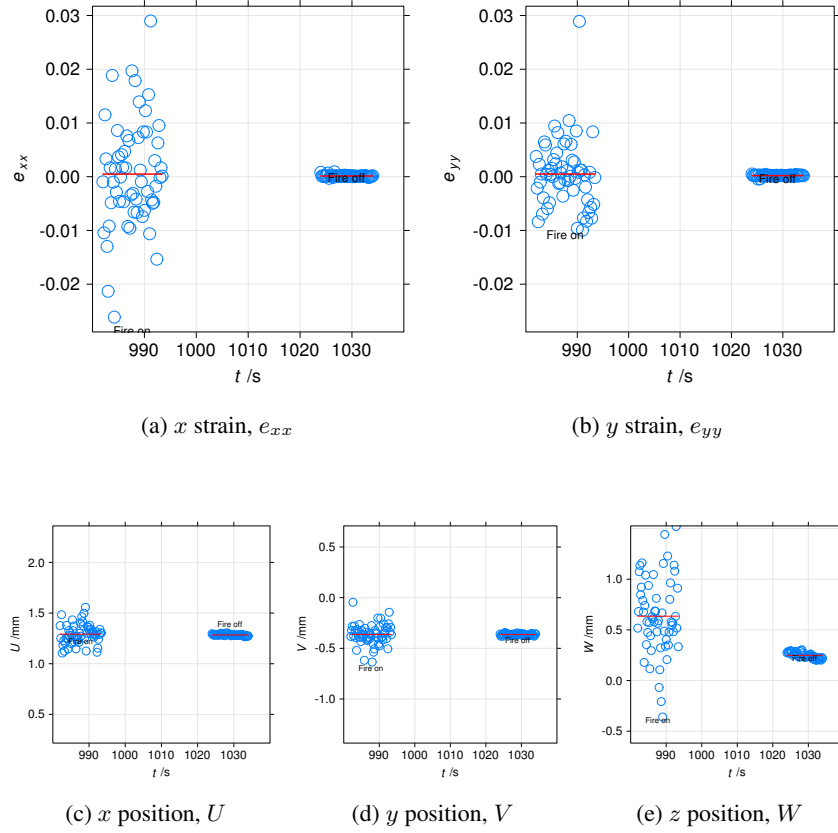 0.03
0.02
0.01
0.00
-0.01
-0.02
e_xx
Fire on
Fire off
990 1000 1010 1020 1030
t /s
(a) x strain, e_xx
0.03
0.02
0.01
0.00
-0.01
-0.02
e_yy
Fire on
Fire off
990 1000 1010 1020 1030
t /s
(b) y strain, e_yy
2.0
1.5
1.0
0.5
U /mm
Fire on
Fire off
990 1000 1010 1020 1030
t /s
(c) x position, U
0.5
0.0
-0.5
-1.0
V /mm
Fire on
Fire off
990 1000 1010 1020 1030
t /s
(d) y position, V
1.0
0.5
0.0
-0.5
W /mm
Fire on
Fire off
990 1000 1010 1020 1030
t /s
(e) z position, W